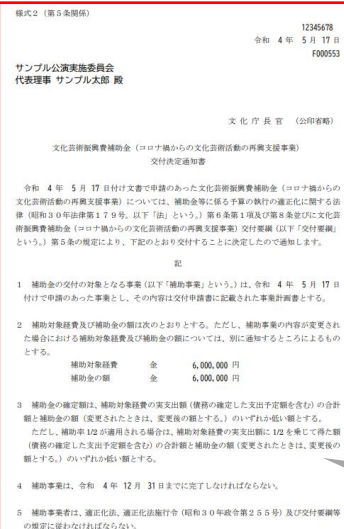 様式２（第５条関係）
12345678
令和　4 年　5 月 17 日
F000553
サンプル公演実施委員会
代表理事 サンプル太郎 殿
文 化 庁 長 官　（公印省略）
文化芸術振興費補助金（コロナ禍からの文化芸術活動の再興支援事業）
交付決定通知書
令和　4 年　5 月 17 日付け文書で申請のあった文化芸術振興費補助金（コロナ禍からの
文化芸術活動の再興支援事業）については、補助金等に係る予算の執行の適正化に関する法
律（昭和３０年法律第１７９号。以下「法」という。）第６条第１項及び第８条並びに文化芸
術振興費補助金（コロナ禍からの文化芸術活動の再興支援事業）交付要綱（以下「交付要綱」
という。）第５条の規定により、下記のとおり交付することに決定したので通知します。
記
１　補助金の交付の対象となる事業（以下「補助事業」という。）は、令和 4 年　5 月 17 日
付けで申請のあった事業とし、その内容は交付申請書に記載された事業計画書とする。
２　補助対象経費及び補助金の額は次のとおりとする。ただし、補助事業の内容が変更され
た場合における補助対象経費及び補助金の額については、別に通知するところによるもの
とする。
補助対象経費　　金　　6,000,000 円
補助金の額　　金　　6,000,000 円
３　補助金の確定額は、補助対象経費の実支出額（債務の確定した支出予定額を含む）の合計
額と補助金の額（変更されたときは、変更後の額とする。）のいずれか低い額とする。
ただし、補助率 1/2 が適用される場合は、補助対象経費の実支出額に 1/2 を乗じて得た額
（債務の確定した支出予定額を含む）の合計額と補助金の額（変更されたときは、変更後の
額とする。）のいずれか低い額とする。
４　補助事業は、令和　4 年 12 月 31 日までに完了しなければならない。
５　補助事業者は、適正化法、適正化法施行令（昭和３０年政令第２５５号）及び交付要綱等
の規定に従わなければならない。